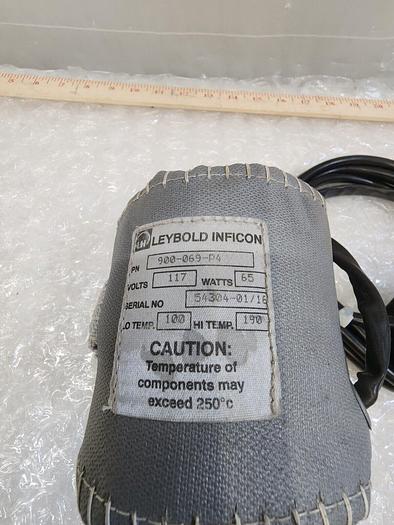 LEYBOLD INFICON
PN 900-069-P4
VOLTS 117 WATTS 65
SERIAL NO 54304-01/16
LO TEMP. 100 HI TEMP. 190
CAUTION:
Temperature of
components may
exceed 250°c